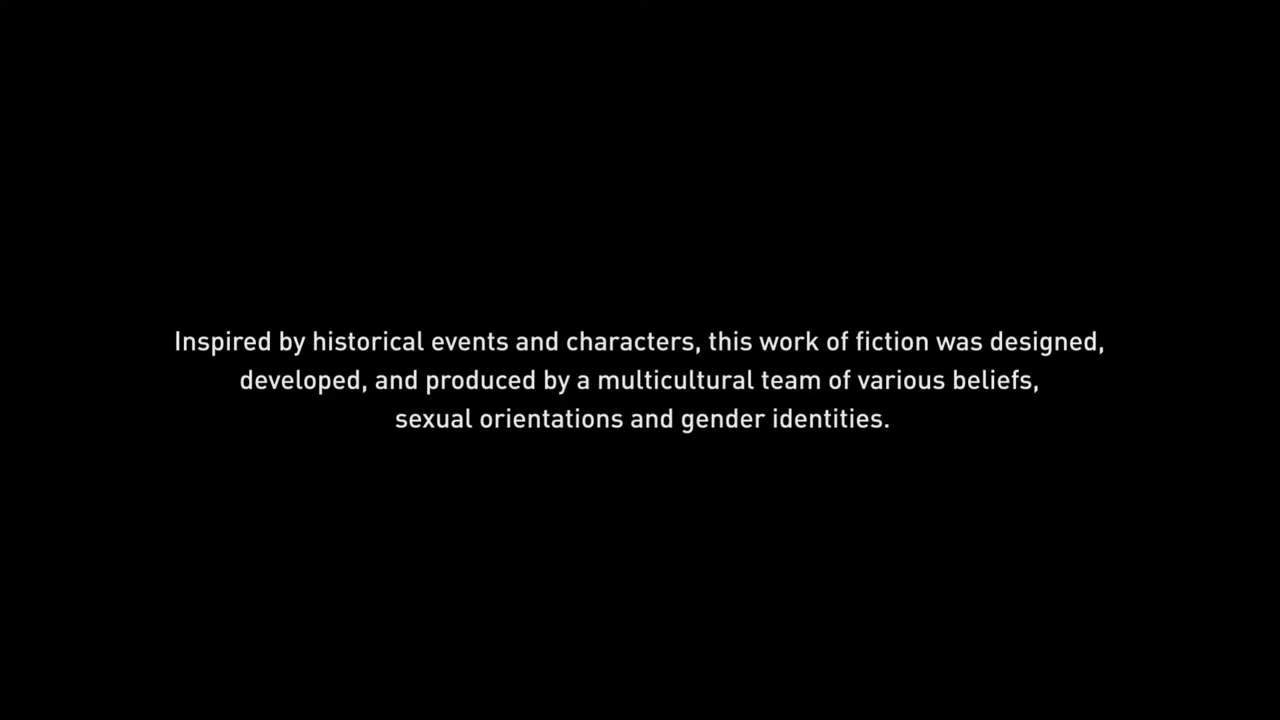 Inspired by historical events and characters, this work of fiction was designed,
developed, and produced by a multicultural team of various beliefs,
sexual orientations and gender identities.